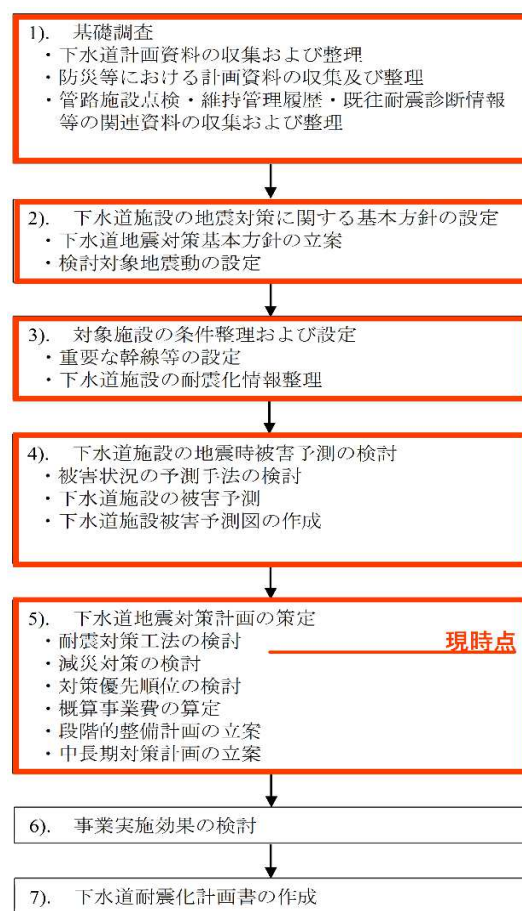 1). 基礎調査
・下水道計画資料の収集および整理
・防災等における計画資料の収集及び整理
・管路施設点検・維持管理履歴・既往耐震診断情報
等の関連資料の収集および整理
2). 下水道施設の地震対策に関する基本方針の設定
・下水道地震対策基本方針の立案
・検討対象地震動の設定
3). 対象施設の条件整理および設定
・重要な幹線等の設定
・下水道施設の耐震化情報整理
4). 下水道施設の地震時被害予測の検討
・被害状況の予測手法の検討
・下水道施設の被害予測
・下水道施設被害予測図の作成
5). 下水道地震対策計画の策定
・耐震対策工法の検討
現時点
・減災対策の検討
・対策優先順位の検討
・概算事業費の算定
・段階的整備計画の立案
・中長期対策計画の立案
6). 事業実施効果の検討
7). 下水道耐震化計画書の作成